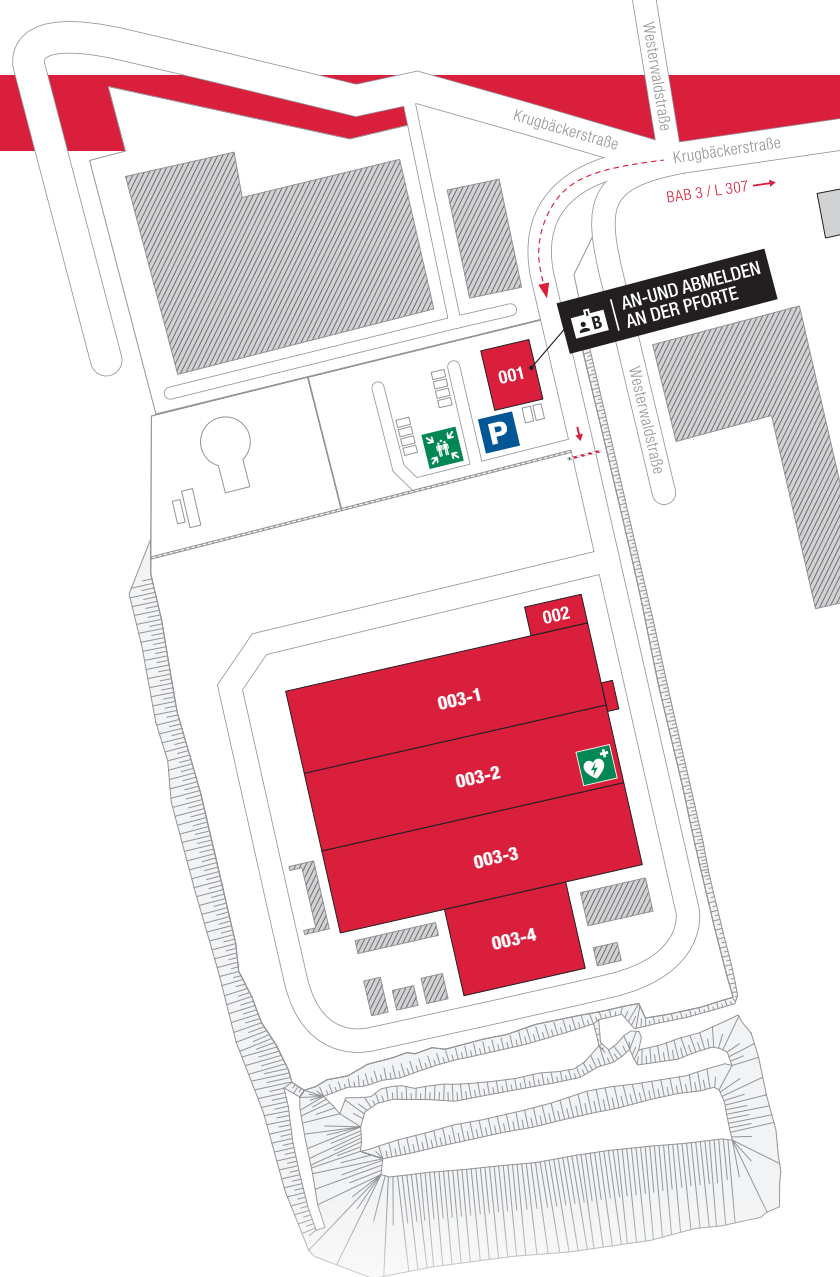 Westerwaldstraße
Krugbäckerstraße
Krugbäckerstraße
BAB 3 / L 307
B
AN-UND ABMELDEN
AN DER PFORTE
001
P
Westerwaldstraße
002
003-1
003-2
003-3
003-4